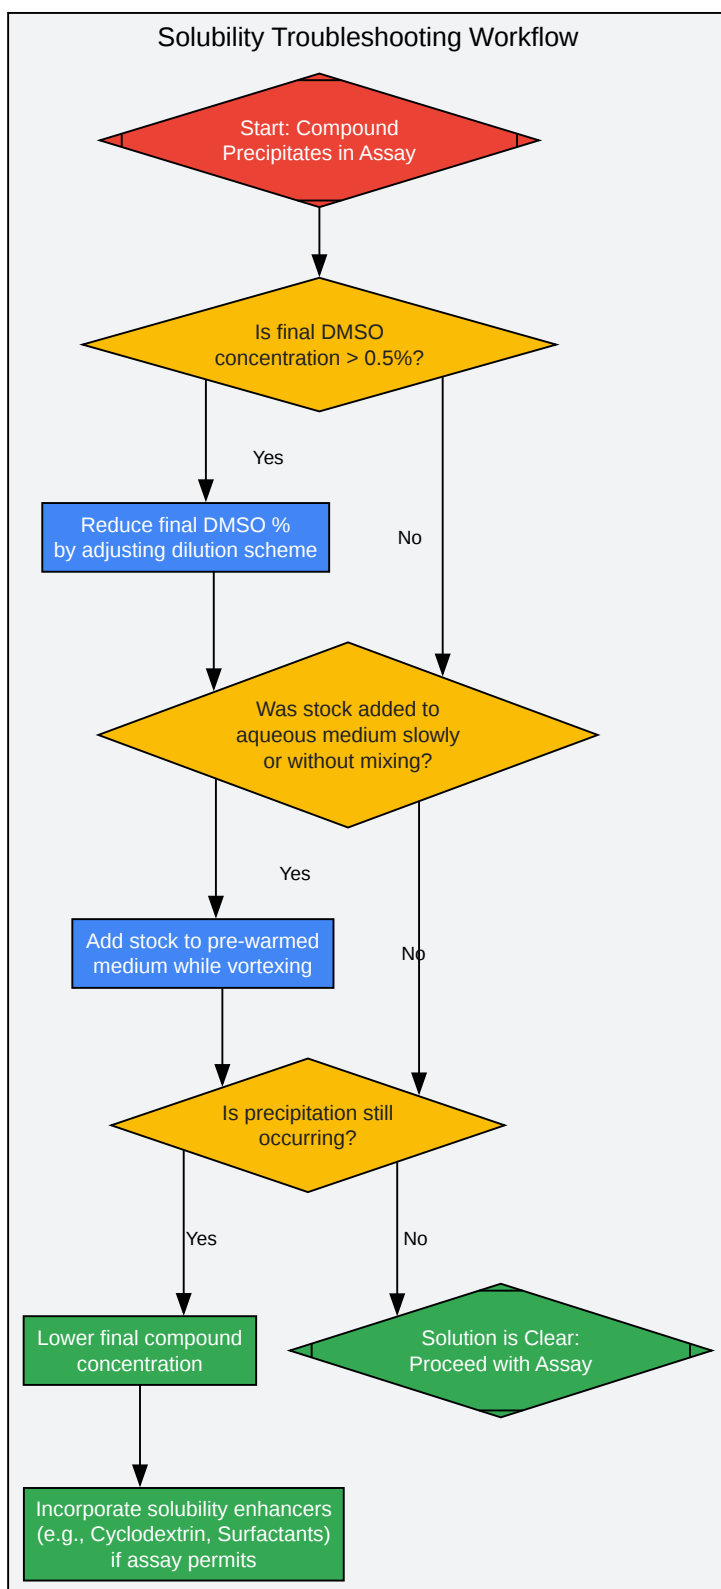 Solubility Troubleshooting Workflow
Start: Compound
Precipitates in Assay
Is final DMSO
concentration > 0.5%?
Yes
Reduce final DMSO %
by adjusting dilution scheme
No
Was stock added to
aqueous medium slowly
or without mixing?
Yes
Add stock to pre-warmed
medium while vortexing
No
Is precipitation still
occurring?
Yes
No
Lower final compound
concentration
Solution is Clear:
Proceed with Assay
Incorporate solubility enhancers
(e.g., Cyclodextrin, Surfactants)
if assay permits